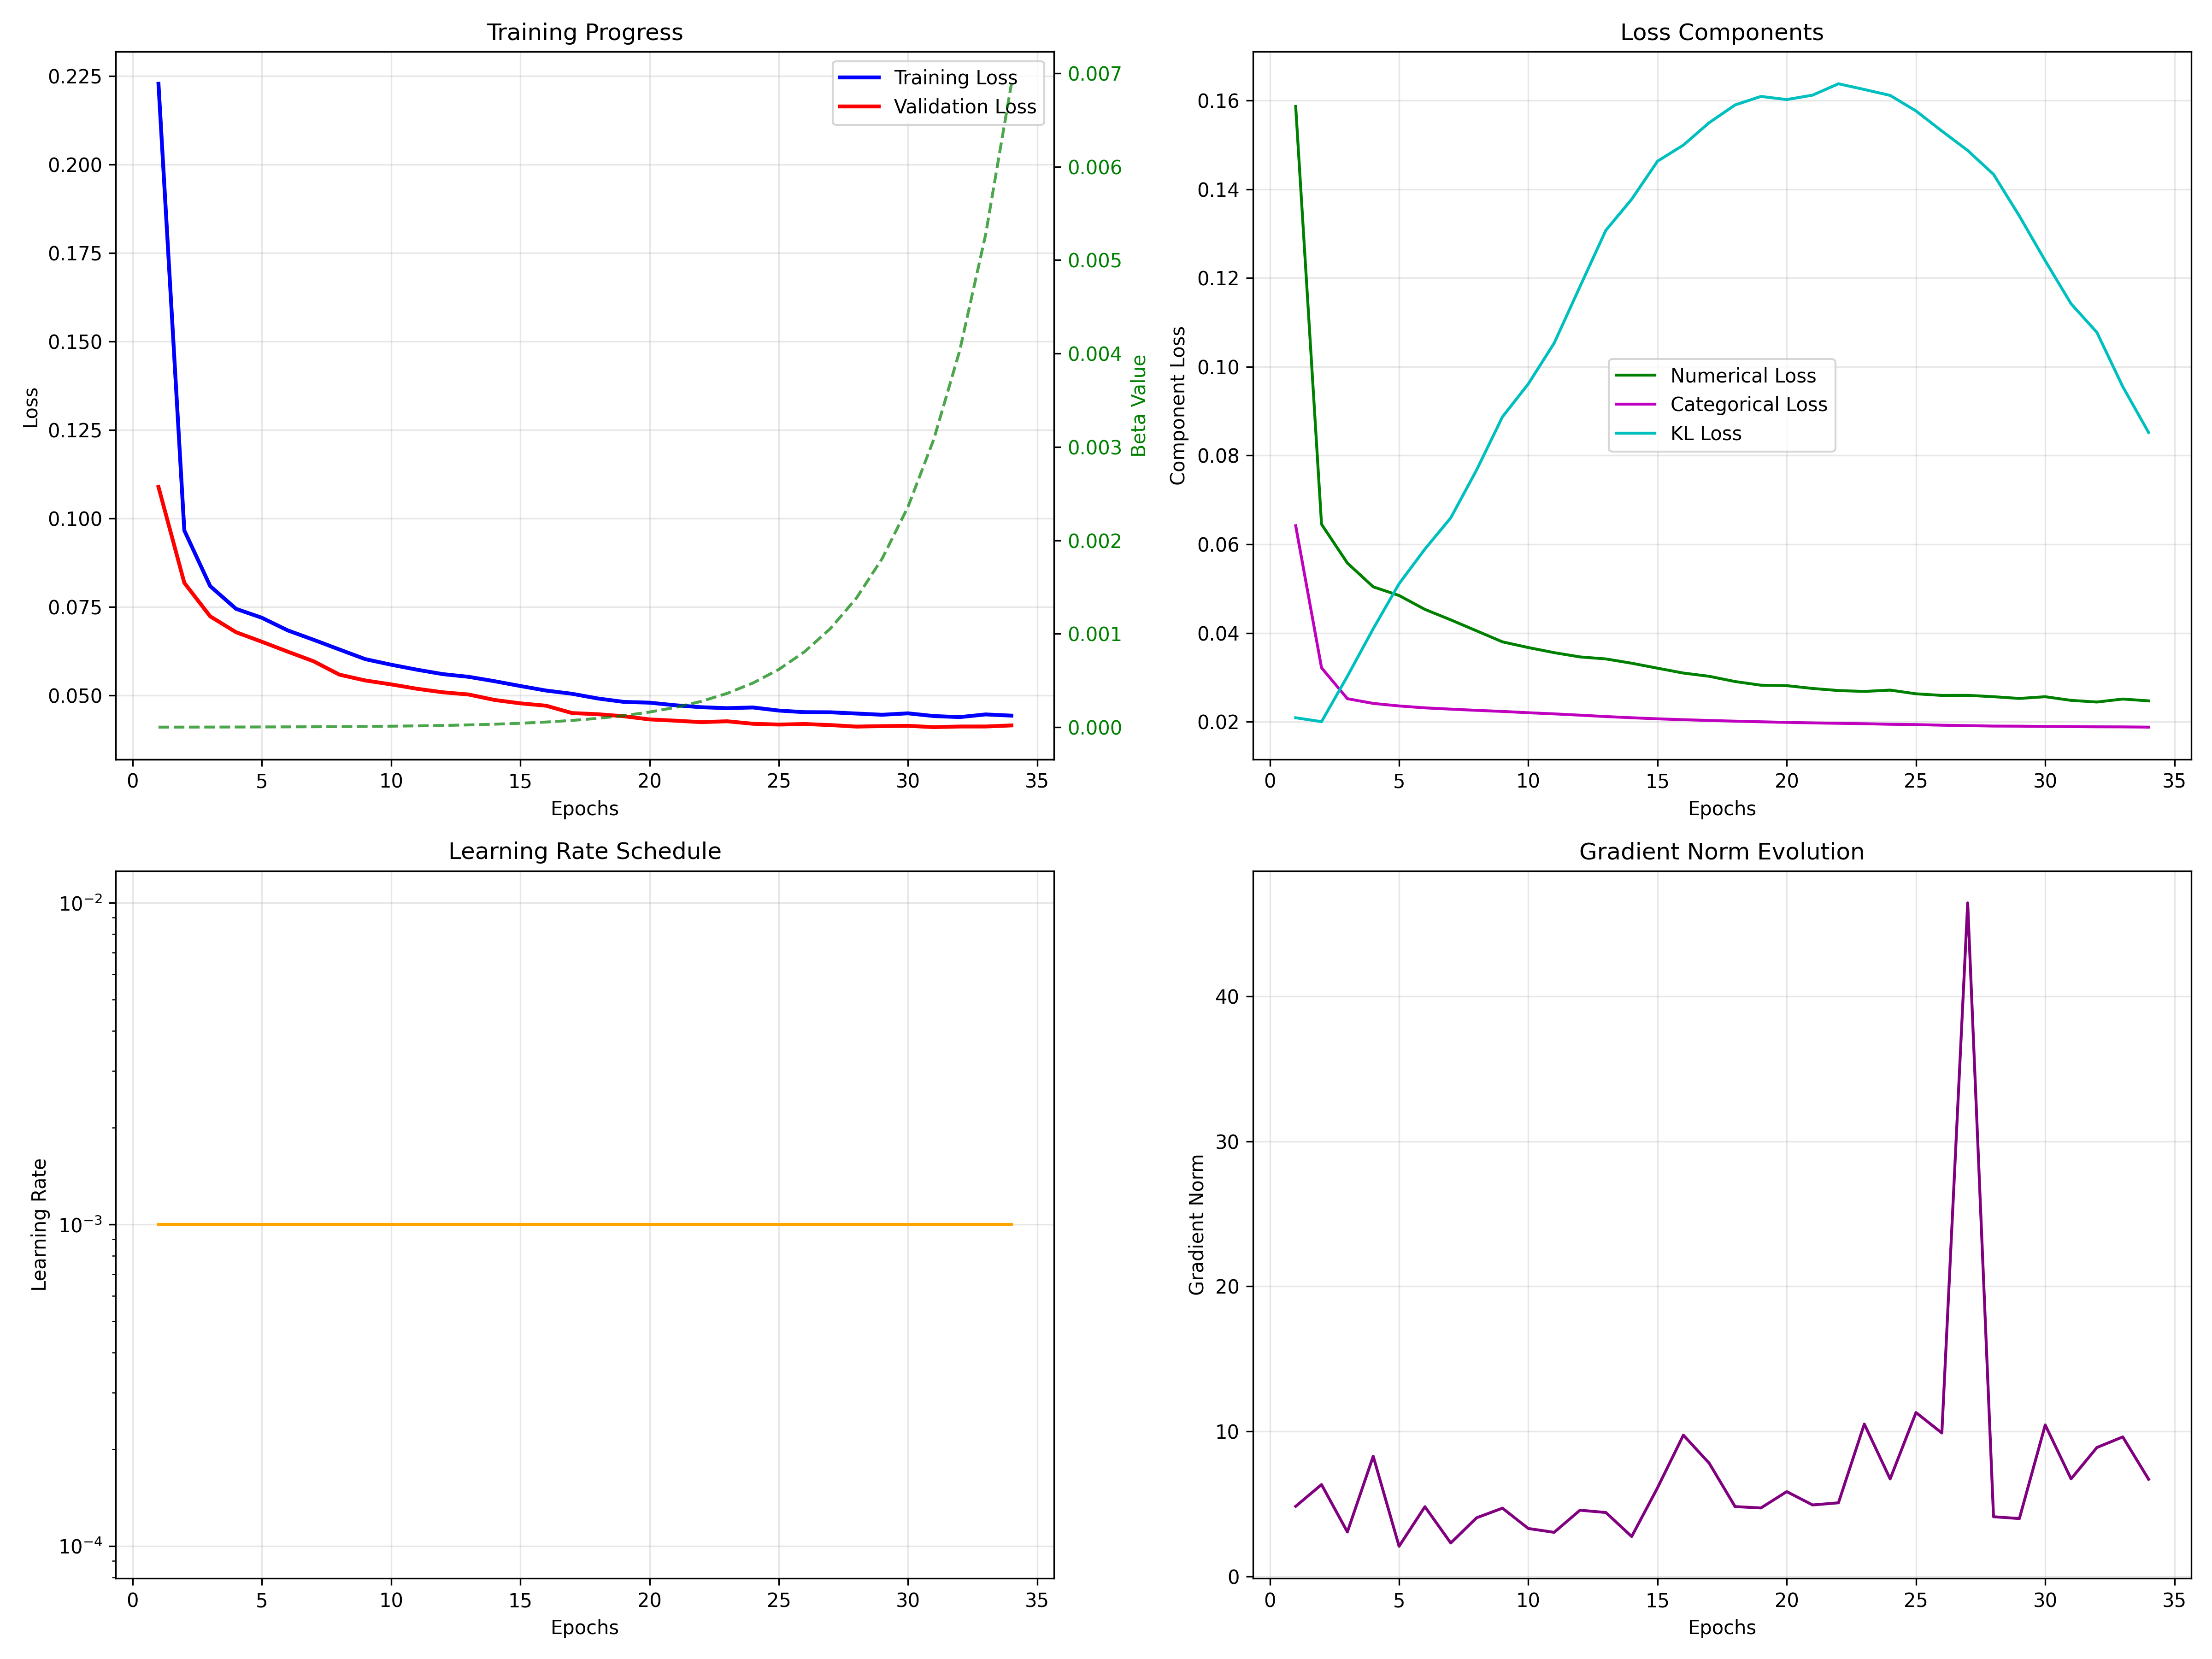 Training Progress
Loss
0.225
0.200
0.175
0.150
0.125
0.100
0.075
0.050
Training Loss
Validation Loss
0.007
0.006
0.005
0.004
0.003
0.002
0.001
0.000
Beta Value
0 5 10 15 20 25 30 35
Epochs
Loss Components
Component Loss
0.16
0.14
0.12
0.10
0.08
0.06
0.04
0.02
Numerical Loss
Categorical Loss
KL Loss
0 5 10 15 20 25 30 35
Epochs
Learning Rate Schedule
Learning Rate
10⁻²
10⁻³
10⁻⁴
0 5 10 15 20 25 30 35
Epochs
Gradient Norm Evolution
Gradient Norm
40
30
20
10
0
0 5 10 15 20 25 30 35
Epochs